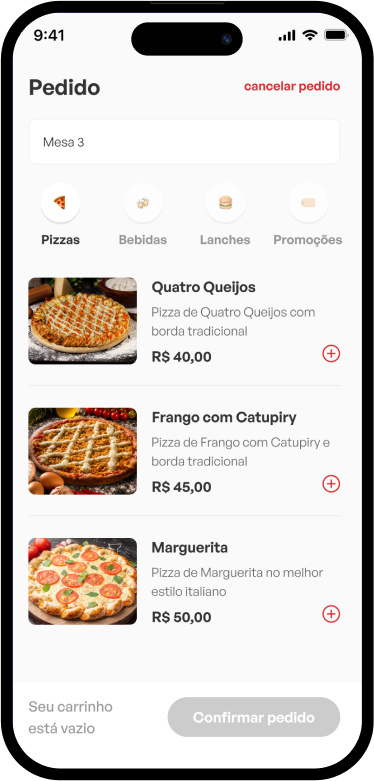 9:41
Pedido
cancelar pedido
Mesa 3
Pizzas
Bebidas
Lanches
Promoções
Quatro Queijos
Pizza de Quatro Queijos com
borda tradicional
R$ 40,00
Frango com Catupiry
Pizza de Frango com Catupiry e
borda tradicional
R$ 45,00
Marguerita
Pizza de Marguerita no melhor
estilo italiano
R$ 50,00
Seu carrinho
está vazio
Confirmar pedido